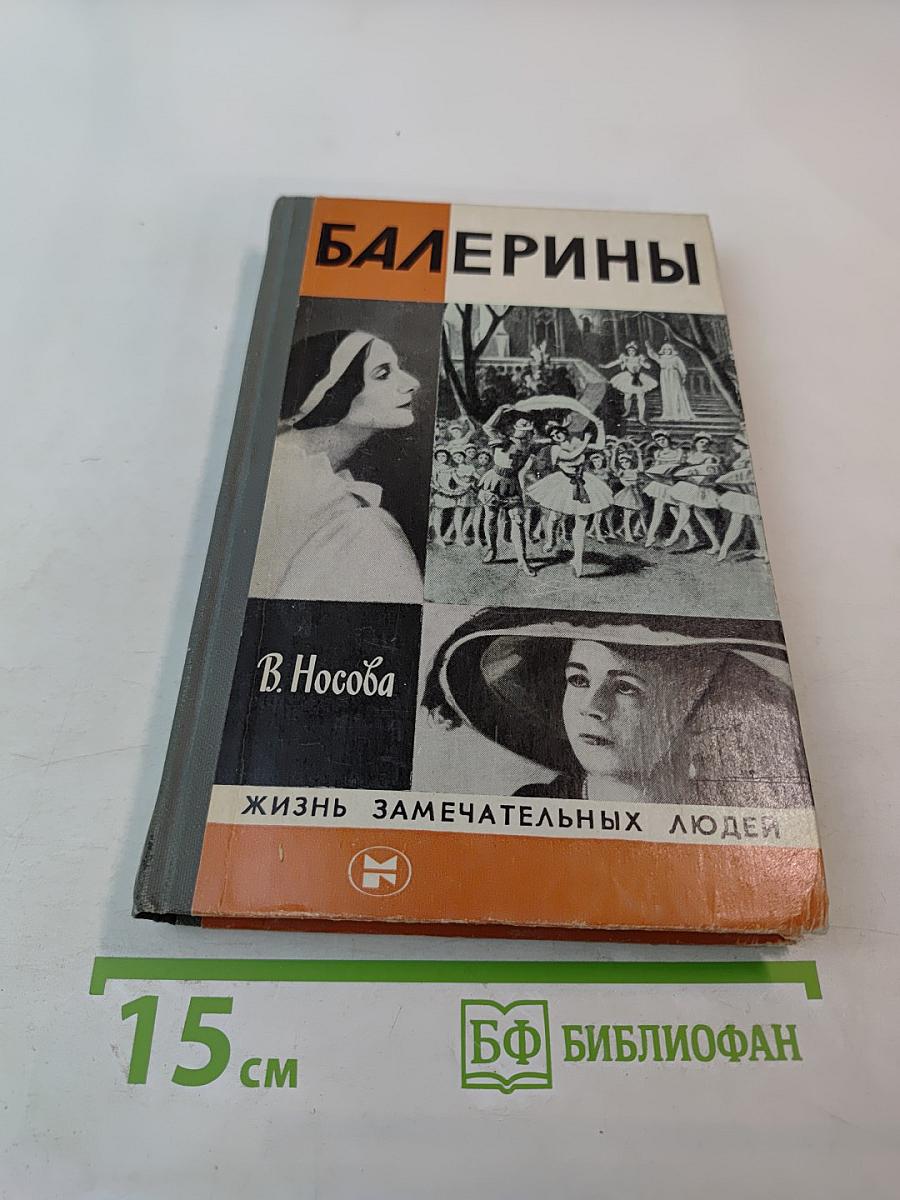 БАЛЕРИНЫ
В. Носова
ЖИЗНЬ ЗАМЕЧАТЕЛЬНЫХ ЛЮДЕЙ
15 см
БФ БИБЛИОФАН